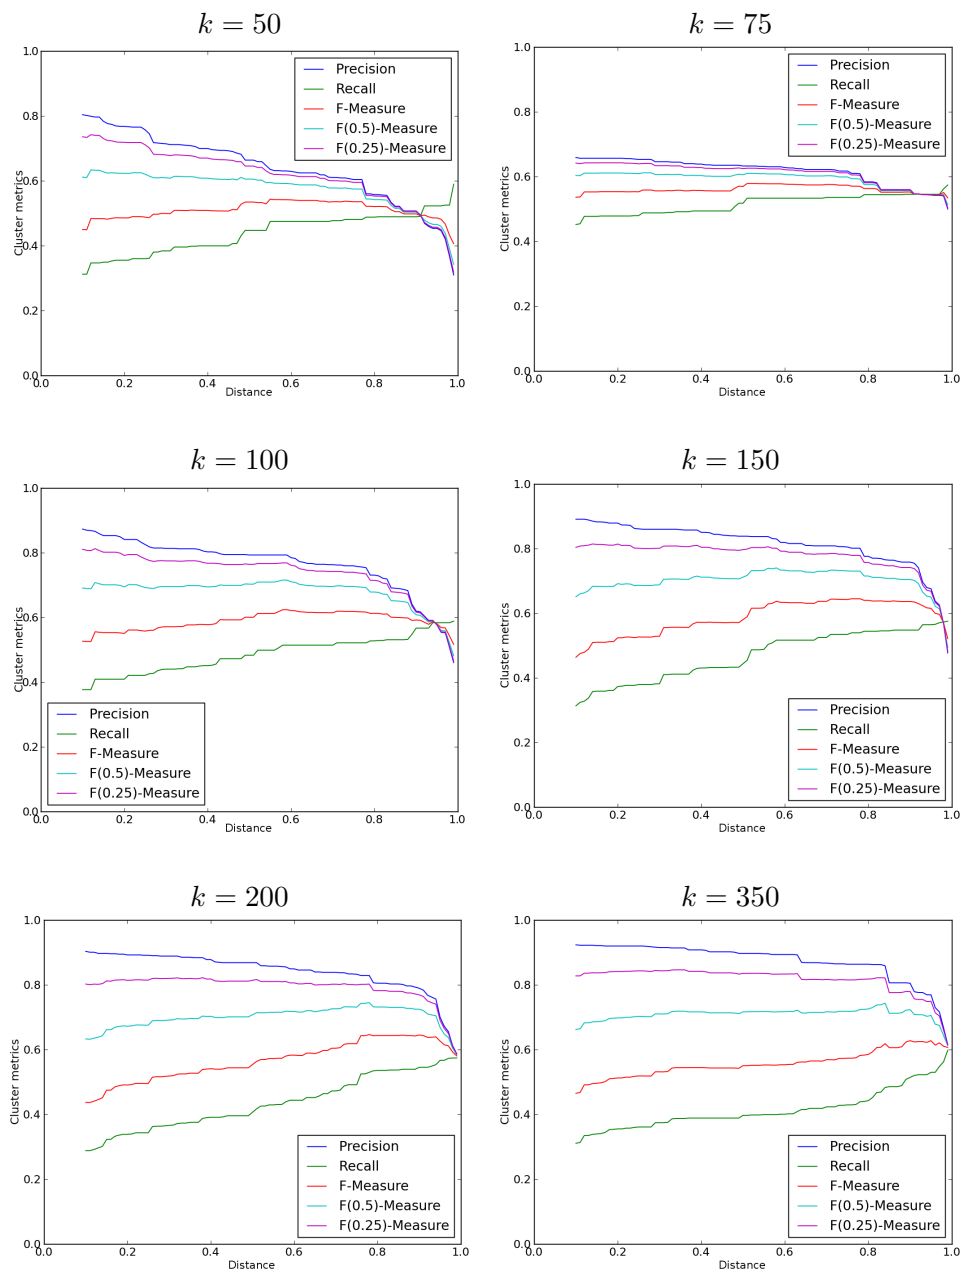 k = 50
1.0
0.8
0.6
0.4
0.2
0.0
0.0 0.2 0.4 0.6 0.8 1.0
Cluster metrics
Distance
Precision
Recall
F-Measure
F(0.5)-Measure
F(0.25)-Measure
k = 75
1.0
0.8
0.6
0.4
0.2
0.0
0.0 0.2 0.4 0.6 0.8 1.0
Cluster metrics
Distance
Precision
Recall
F-Measure
F(0.5)-Measure
F(0.25)-Measure
k = 100
1.0
0.8
0.6
0.4
0.2
0.0
0.0 0.2 0.4 0.6 0.8 1.0
Cluster metrics
Distance
Precision
Recall
F-Measure
F(0.5)-Measure
F(0.25)-Measure
k = 150
1.0
0.8
0.6
0.4
0.2
0.0
0.0 0.2 0.4 0.6 0.8 1.0
Cluster metrics
Distance
Precision
Recall
F-Measure
F(0.5)-Measure
F(0.25)-Measure
k = 200
1.0
0.8
0.6
0.4
0.2
0.0
0.0 0.2 0.4 0.6 0.8 1.0
Cluster metrics
Distance
Precision
Recall
F-Measure
F(0.5)-Measure
F(0.25)-Measure
k = 350
1.0
0.8
0.6
0.4
0.2
0.0
0.0 0.2 0.4 0.6 0.8 1.0
Cluster metrics
Distance
Precision
Recall
F-Measure
F(0.5)-Measure
F(0.25)-Measure